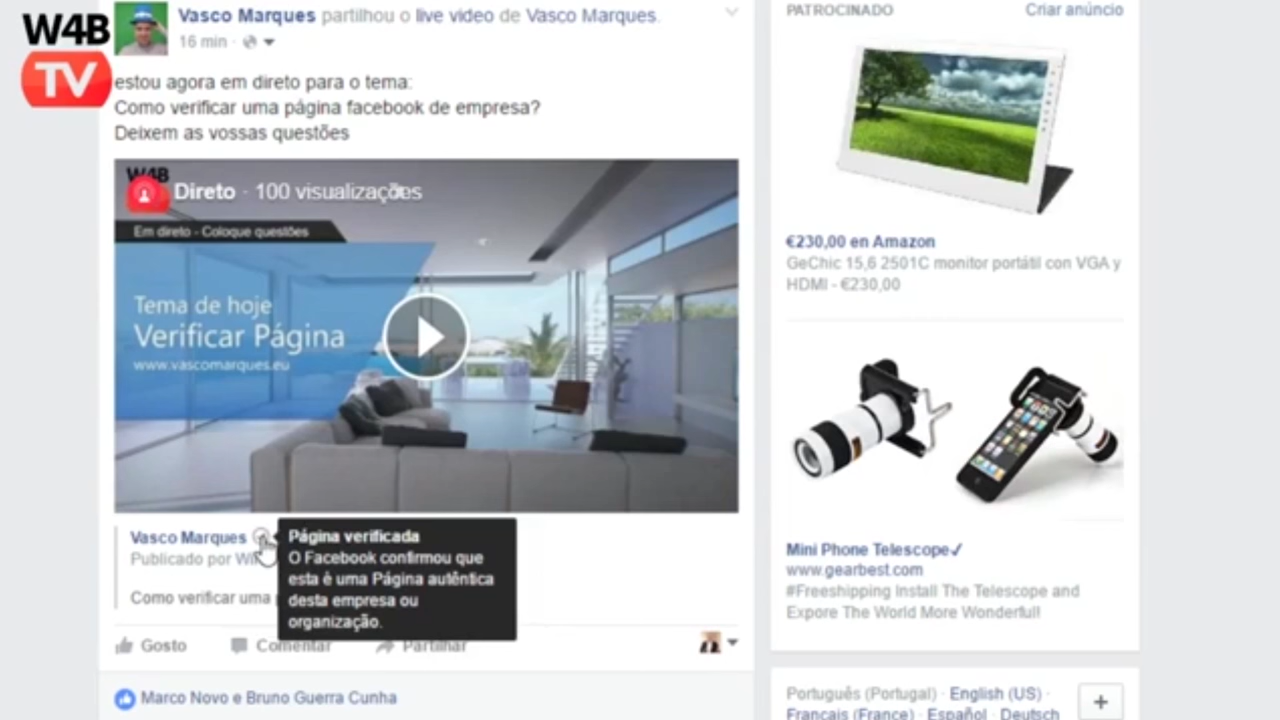 W4B
TV
Vasco Marques partilhou o live video de Vasco Marques.
16 min ·
estou agora em direto para o tema:
Como verificar uma página facebook de empresa?
Deixem as vossas questões
W4B
Direto · 100 visualizações
Em direto - Coloque questões
Tema de hoje
Verificar Página
www.vascomarques.eu
Vasco Marques
Publicado por
Como verificar uma
Página verificada
O Facebook confirmou que
esta é uma Página autêntica
desta empresa ou
organização.
Gosto Comentar Partilhar
Marco Novo e Bruno Guerra Cunha
PATROCINADO Criar anúncio
€230,00 en Amazon
GeChic 15,6 2501C monitor portátil con VGA y
HDMI - €230,00
Mini Phone Telescope✓
www.gearbest.com
#Freeshipping Install The Telescope and
Expore The World More Wonderful!
Português (Portugal) · English (US) ·
Français (France) · Español · Deutsch
+